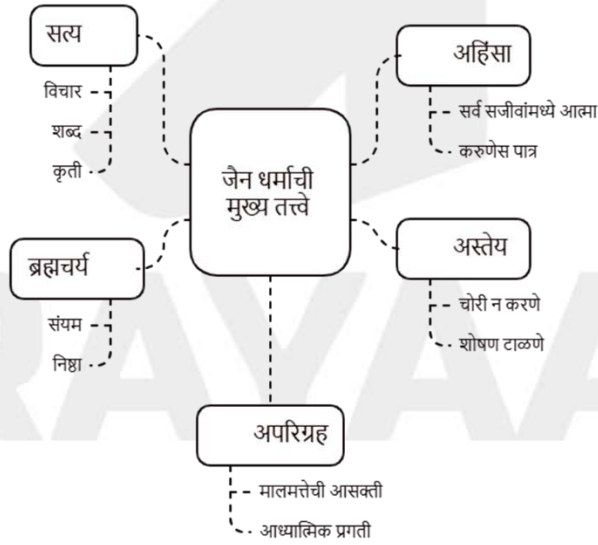 सत्य
विचार
शब्द
कृती
अहिंसा
सर्व सजीवांमध्ये आत्मा
करुणेस पात्र
जैन धर्माची
मुख्य तत्त्वे
ब्रह्मचर्य
संयम
निष्ठा
अस्तेय
चोरी न करणे
शोषण टाळणे
अपरिग्रह
मालमत्तेची आसक्ती
आध्यात्मिक प्रगती